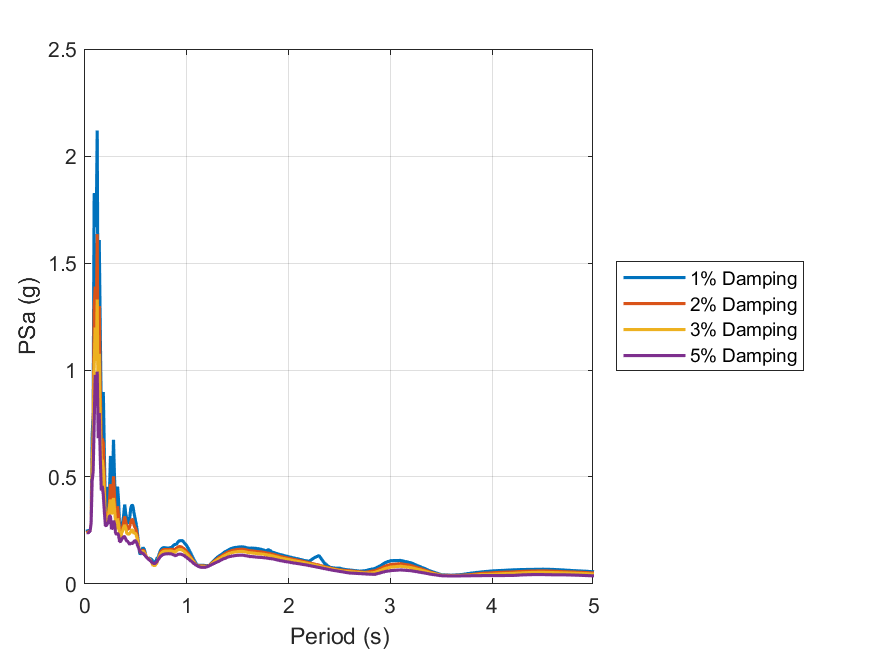 2.5
2
1.5
1
0.5
0
0 1 2 3 4 5
PSa (g)
Period (s)
1% Damping
2% Damping
3% Damping
5% Damping